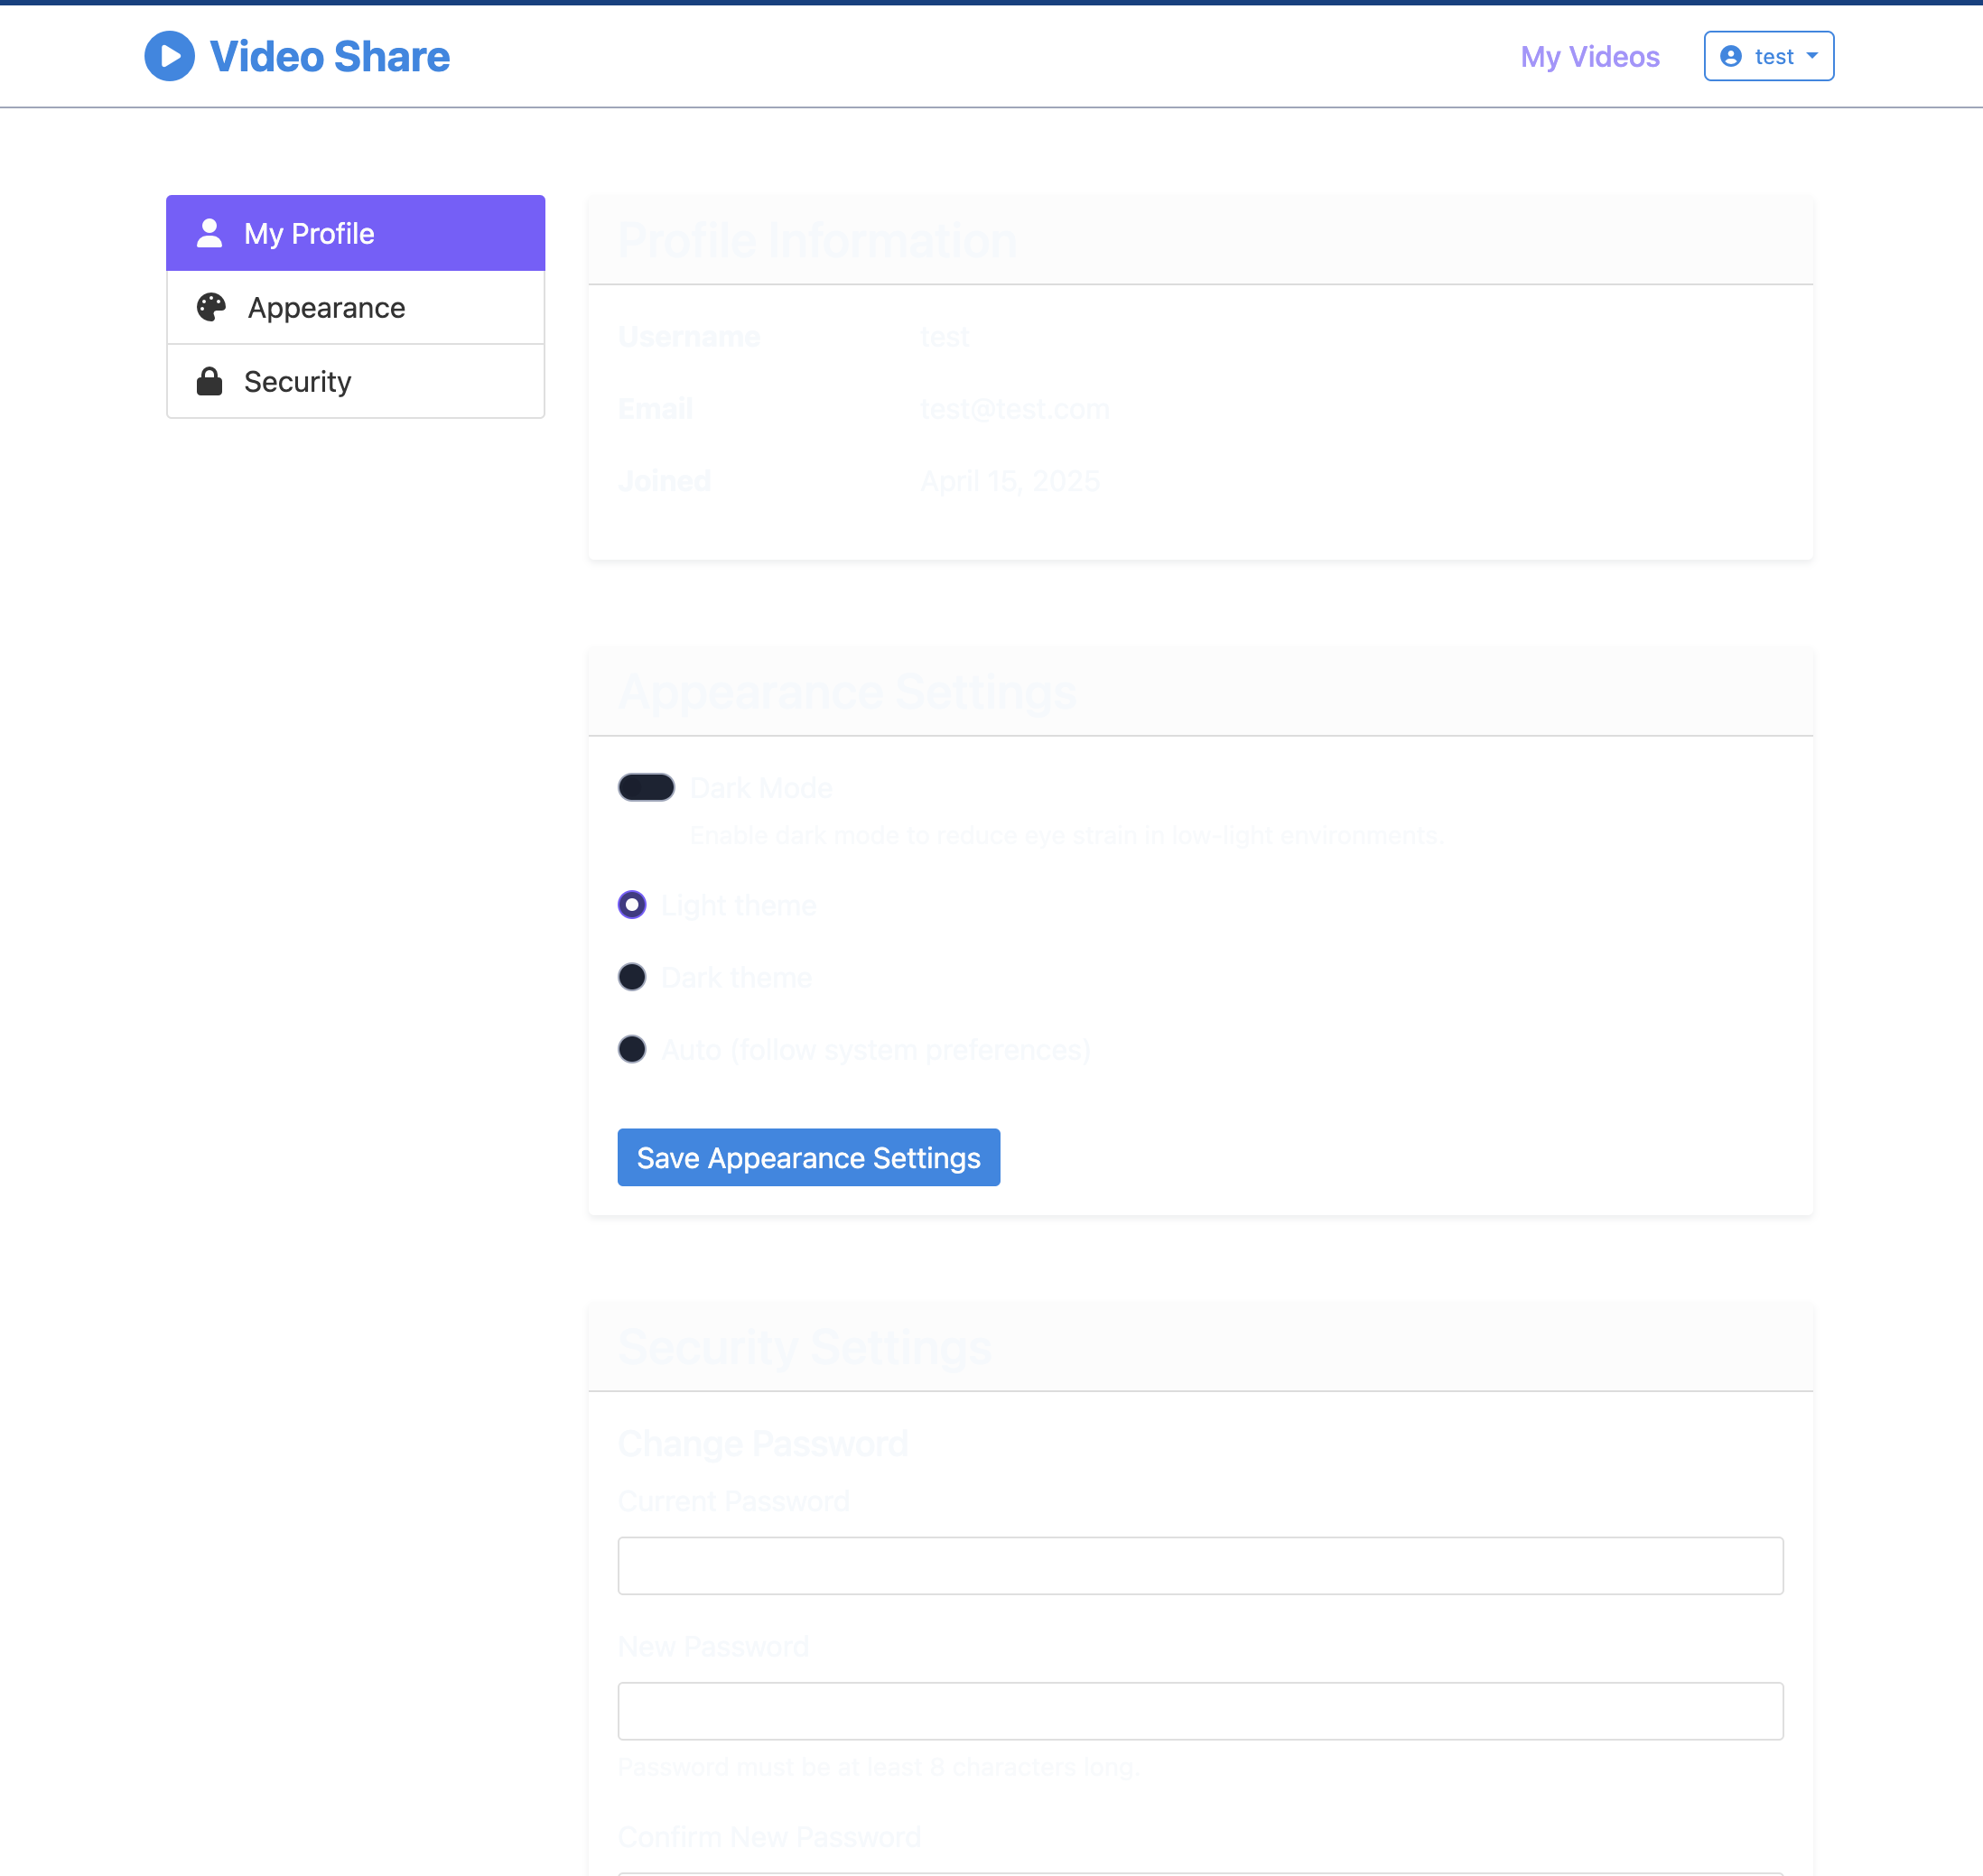 Video Share
My Videos
test
My Profile
Appearance
Security
Profile Information
Username test
Email test@test.com
Joined April 15, 2025
Appearance Settings
Dark Mode
Enable dark mode to reduce eye strain in low-light environments.
Light theme
Dark theme
Auto (follow system preferences)
Save Appearance Settings
Security Settings
Change Password
Current Password
New Password
Password must be at least 8 characters long.
Confirm New Password